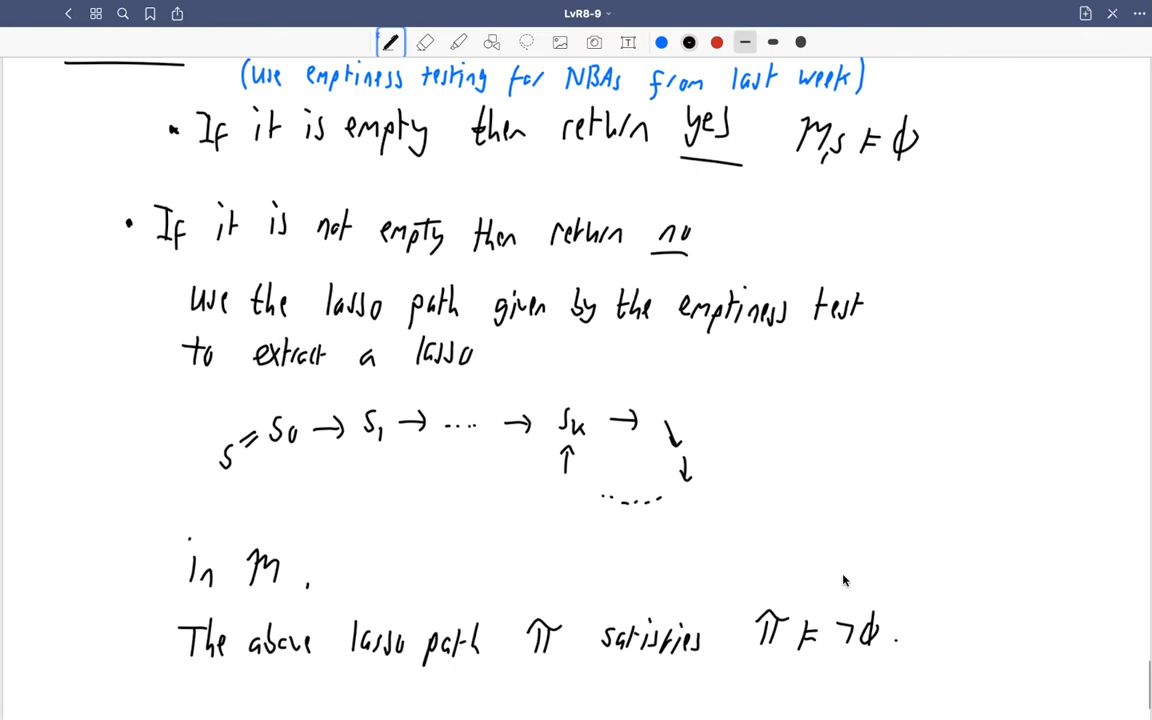 LvR8-9
(use emptiness testing for NBAs from last week)
• If it is empty then return yes M,s ⊨ ϕ
• If it is not empty then return no
use the lasso path given by the emptiness test
to extract a lasso
s = s₀ → s₁ → .... → sₖ → ↓
↑ ↓
......
in M.
The above lasso path π satisfies π ⊨ ¬ϕ.